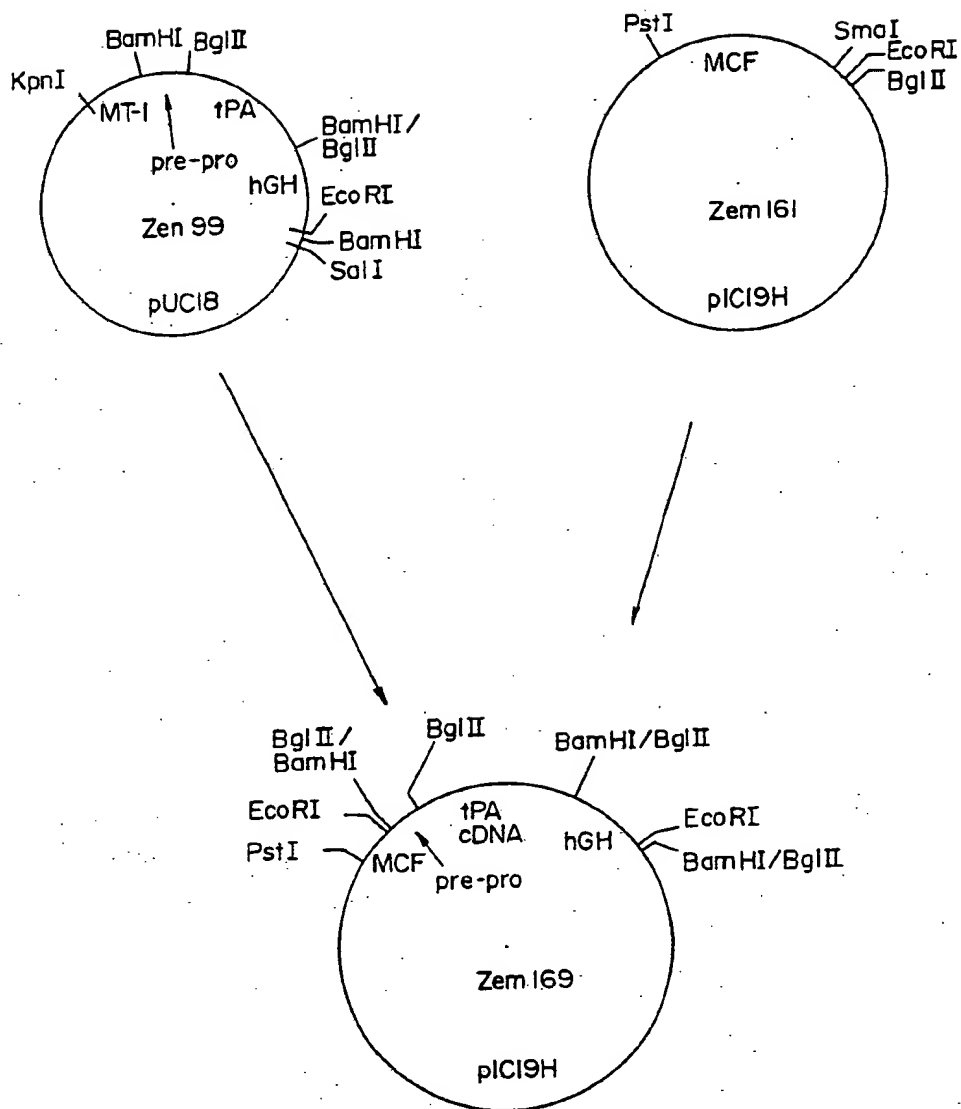 BamHI
BglII
KpnI
MT-1
tPA
pre-pro
BamHI/
BglII
hGH
EcoRI
BamHI
SalI
Zen 99
pUC18
PstI
MCF
SmaI
EcoRI
BglII
Zem 161
pIC19H
BglII/
BamHI
BglII
BamHI/BglII
EcoRI
PstI
MCF
pre-pro
tPA
cDNA
hGH
EcoRI
BamHI/BglII
Zem 169
pIC19H